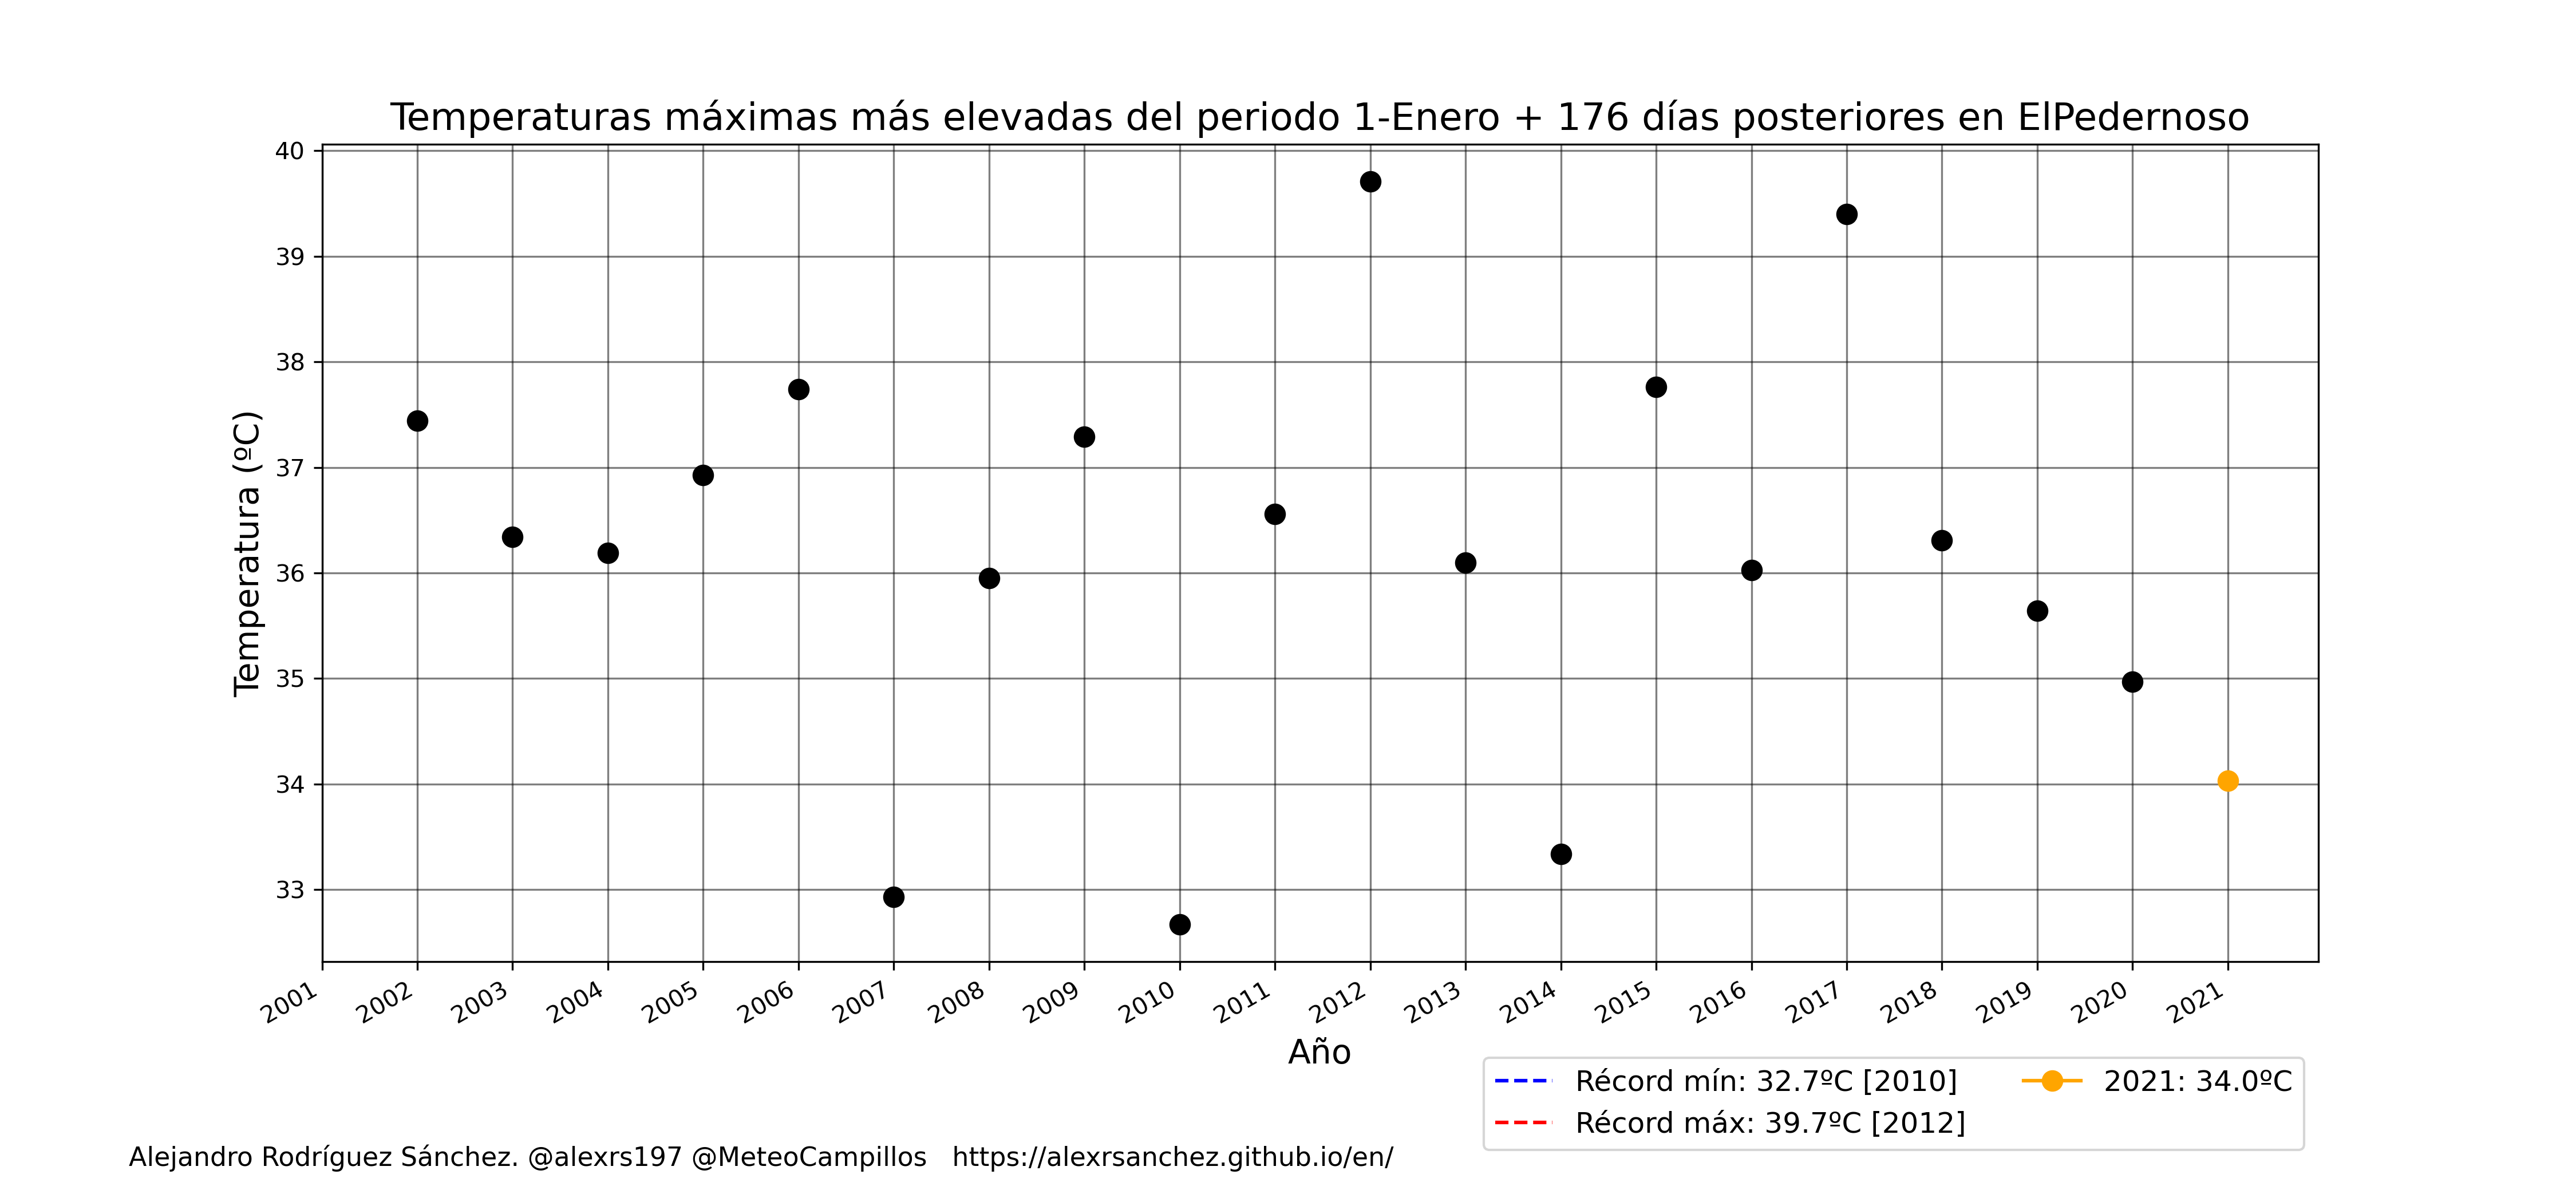 Temperaturas máximas más elevadas del periodo 1-Enero + 176 días posteriores en ElPedernoso
Temperatura (ºC)
40
39
38
37
36
35
34
33
2001 2002 2003 2004 2005 2006 2007 2008 2009 2010 2011 2012 2013 2014 2015 2016 2017 2018 2019 2020 2021
Año
Récord mín: 32.7ºC [2010]
Récord máx: 39.7ºC [2012]
2021: 34.0ºC
Alejandro Rodríguez Sánchez. @alexrs197 @MeteoCampillos https://alexrsanchez.github.io/en/